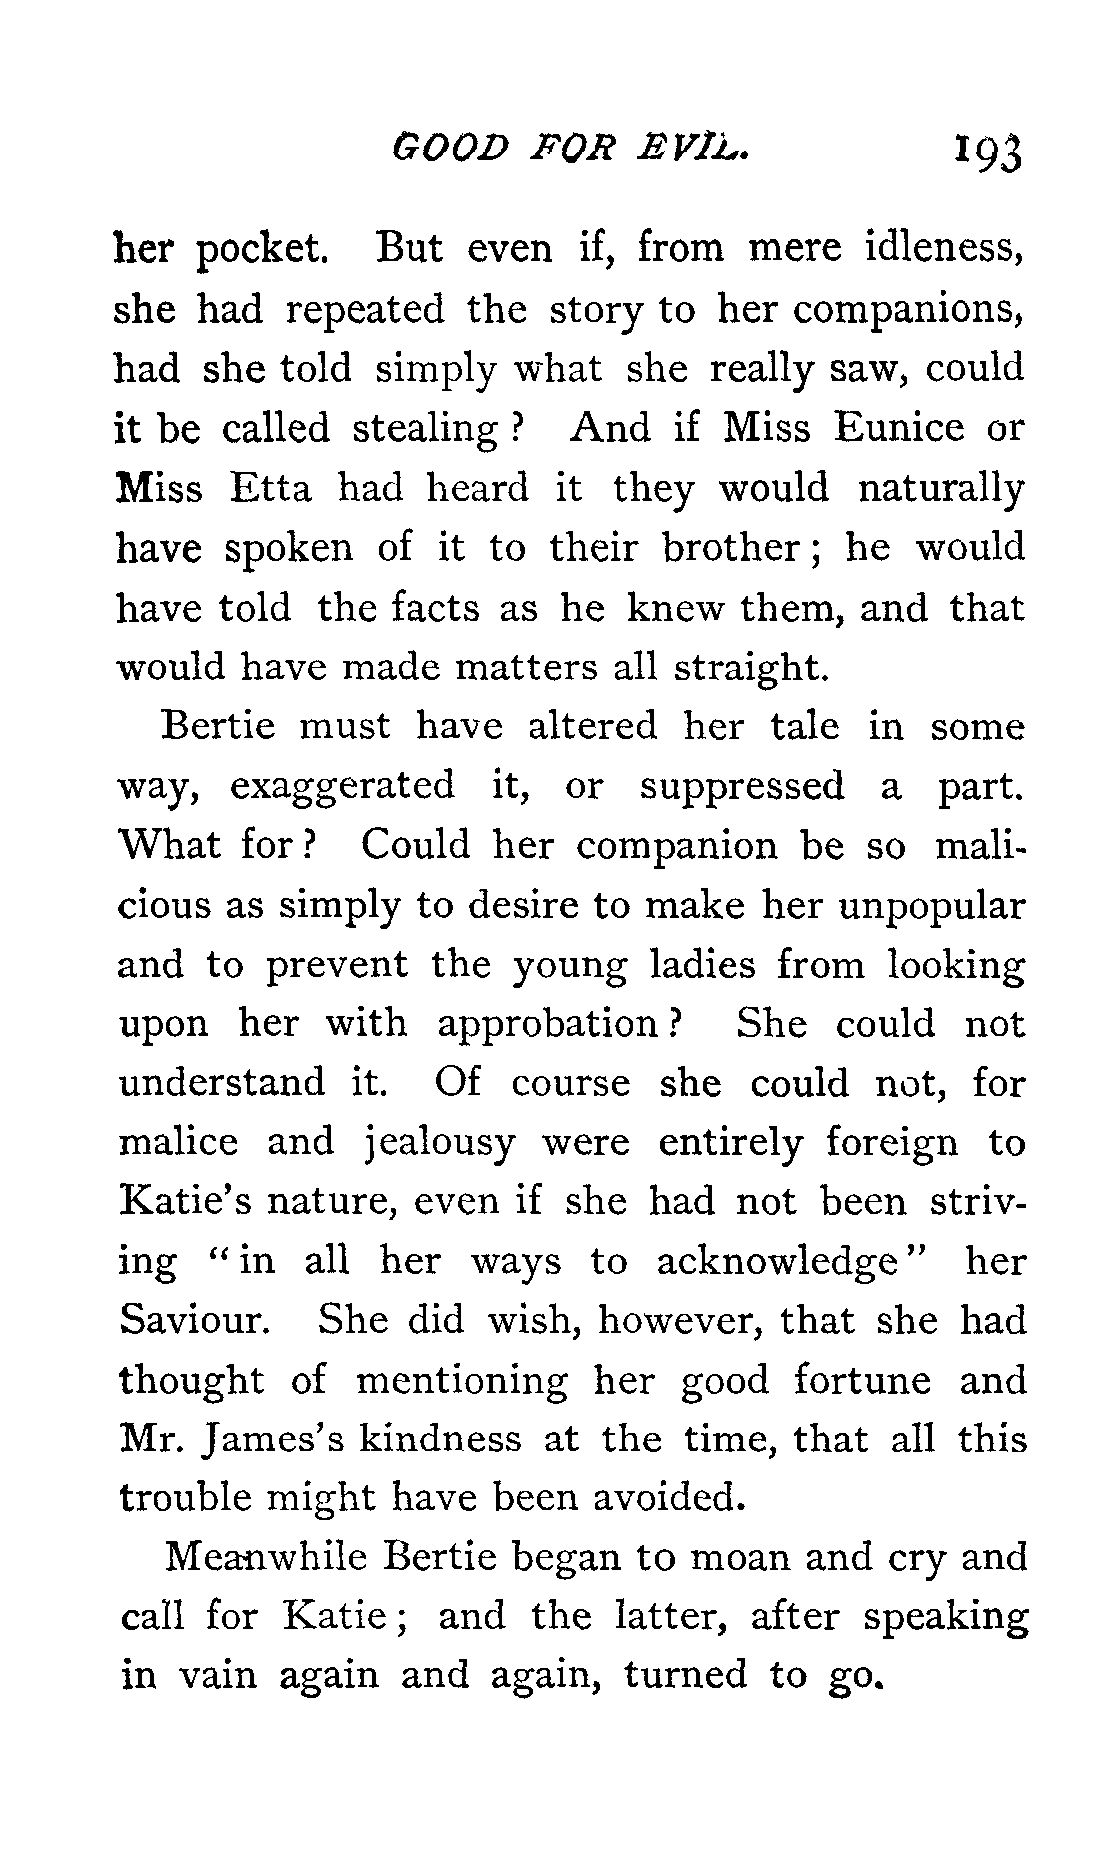 GOOD FOR EVIL. 193
her pocket. But even if, from mere idleness,
she had repeated the story to her companions,
had she told simply what she really saw, could
it be called stealing ? And if Miss Eunice or
Miss Etta had heard it they would naturally
have spoken of it to their brother ; he would
have told the facts as he knew them, and that
would have made matters all straight.
Bertie must have altered her tale in some
way, exaggerated it, or suppressed a part.
What for ? Could her companion be so mali-
cious as simply to desire to make her unpopular
and to prevent the young ladies from looking
upon her with approbation ? She could not
understand it. Of course she could not, for
malice and jealousy were entirely foreign to
Katie's nature, even if she had not been striv-
ing " in all her ways to acknowledge " her
Saviour. She did wish, however, that she had
thought of mentioning her good fortune and
Mr. James's kindness at the time, that all this
trouble might have been avoided.
Meanwhile Bertie began to moan and cry and
call for Katie ; and the latter, after speaking
in vain again and again, turned to go.